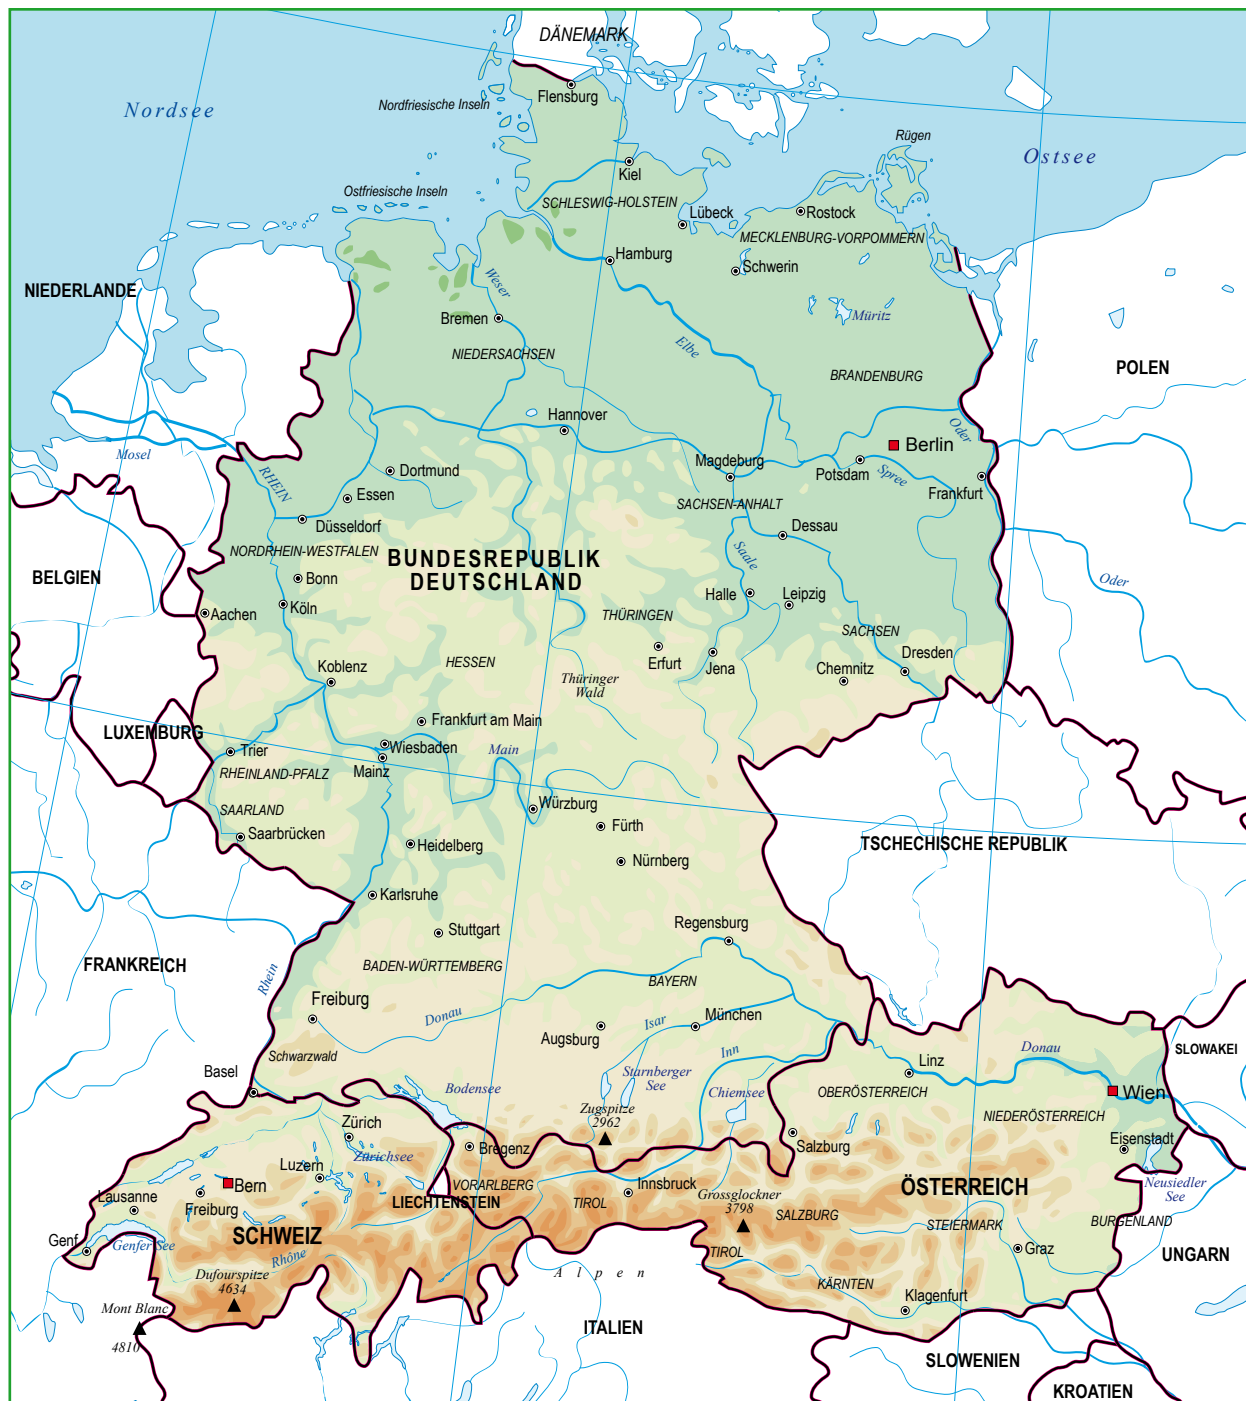 DÄNEMARK
Flensburg
Nordfriesische Inseln
Nordsee
Rügen
Ostsee
Kiel
Ostfriesische Inseln
SCHLESWIG-HOLSTEIN
Lübeck
Rostock
MECKLENBURG-VORPOMMERN
Hamburg
Schwerin
Weser
NIEDERLANDE
Bremen
Müritz
Elbe
NIEDERSACHSEN
POLEN
BRANDENBURG
Hannover
Oder
Berlin
Mosel
RHEIN
Dortmund
Magdeburg
Potsdam
Spree
Frankfurt
Essen
SACHSEN-ANHALT
Düsseldorf
Dessau
NORDRHEIN-WESTFALEN
BUNDESREPUBLIK
DEUTSCHLAND
Saale
BELGIEN
Bonn
Oder
Halle
Leipzig
Aachen
Köln
THÜRINGEN
SACHSEN
Dresden
Koblenz
HESSEN
Erfurt
Jena
Chemnitz
Thüringer
Wald
Frankfurt am Main
LUXEMBURG
Trier
Wiesbaden
Main
Mainz
RHEINLAND-PFALZ
SAARLAND
Würzburg
Saarbrücken
Fürth
Heidelberg
TSCHECHISCHE REPUBLIK
Nürnberg
Karlsruhe
Regensburg
Stuttgart
FRANKREICH
BADEN-WÜRTTEMBERG
Rhein
BAYERN
Freiburg
Donau
Isar
München
Augsburg
Schwarzwald
Inn
Linz
Donau
SLOWAKEI
Basel
Bodensee
Starnberger
See
Chiemsee
OBERÖSTERREICH
Wien
Zugspitze
2962
NIEDERÖSTERREICH
Zürich
Bregenz
Salzburg
Eisenstadt
Zürichsee
Luzern
Bern
VORARLBERG
Innsbruck
Grossglockner
3798
ÖSTERREICH
Neusiedler
See
Lausanne
Freiburg
LIECHTENSTEIN
TIROL
SALZBURG
STEIERMARK
BURGENLAND
Genf
Genfer See
SCHWEIZ
Rhône
TIROL
Graz
UNGARN
Dufourspitze
4634
Alpen
KÄRNTEN
Mont Blanc
4810
Klagenfurt
ITALIEN
SLOWENIEN
KROATIEN